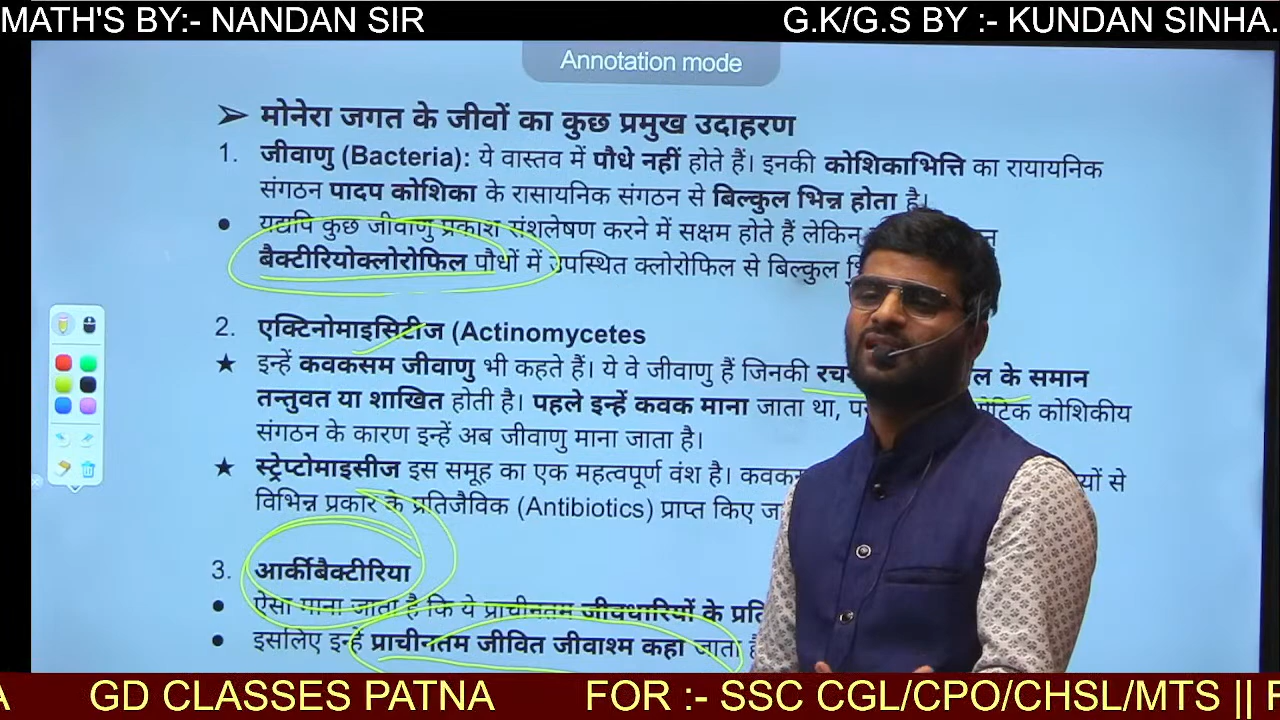 MATH'S BY:- NANDAN SIR
G.K/G.S BY :- KUNDAN SINHA.
Annotation mode
➢ मोनेरा जगत के जीवों का कुछ प्रमुख उदाहरण
1. जीवाणु (Bacteria): ये वास्तव में पौधे नहीं होते हैं। इनकी कोशिकाभित्ति का रायायनिक
संगठन पादप कोशिका के रासायनिक संगठन से बिल्कुल भिन्न होता है।
● यद्यपि कुछ जीवाणु प्रकाश संशलेषण करने में सक्षम होते हैं लेकिन
बैक्टीरियोक्लोरोफिल पौधों में उपस्थित क्लोरोफिल से बिल्कुल
2. एक्टिनोमाइसिटीज (Actinomycetes
★ इन्हें कवकसम जीवाणु भी कहते हैं। ये वे जीवाणु हैं जिनकी के समान
तन्तुवत या शाखित होती है। पहले इन्हें कवक माना जाता था, कोशिकीय
संगठन के कारण इन्हें अब जीवाणु माना जाता है।
★ स्ट्रेप्टोमाइसीज इस समूह का एक महत्वपूर्ण वंश है। से
विभिन्न प्रकार के प्रतिजैविक (Antibiotics) प्राप्त किए
3. आर्कीबैक्टीरिया
● ऐसा माना जाता है कि ये प्राचीनतम जीवधारियों के
● इसलिए इन्हें प्राचीनतम जीवित जीवाश्म कहा जाता
GD CLASSES PATNA FOR :- SSC CGL/CPO/CHSL/MTS ||